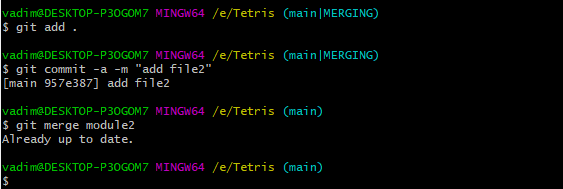 vadim@DESKTOP-P3OGOM7 MINGW64 /e/Tetris (main|MERGING)
$ git add .
vadim@DESKTOP-P3OGOM7 MINGW64 /e/Tetris (main|MERGING)
$ git commit -a -m "add file2"
[main 957e387] add file2
vadim@DESKTOP-P3OGOM7 MINGW64 /e/Tetris (main)
$ git merge module2
Already up to date.
vadim@DESKTOP-P3OGOM7 MINGW64 /e/Tetris (main)
$